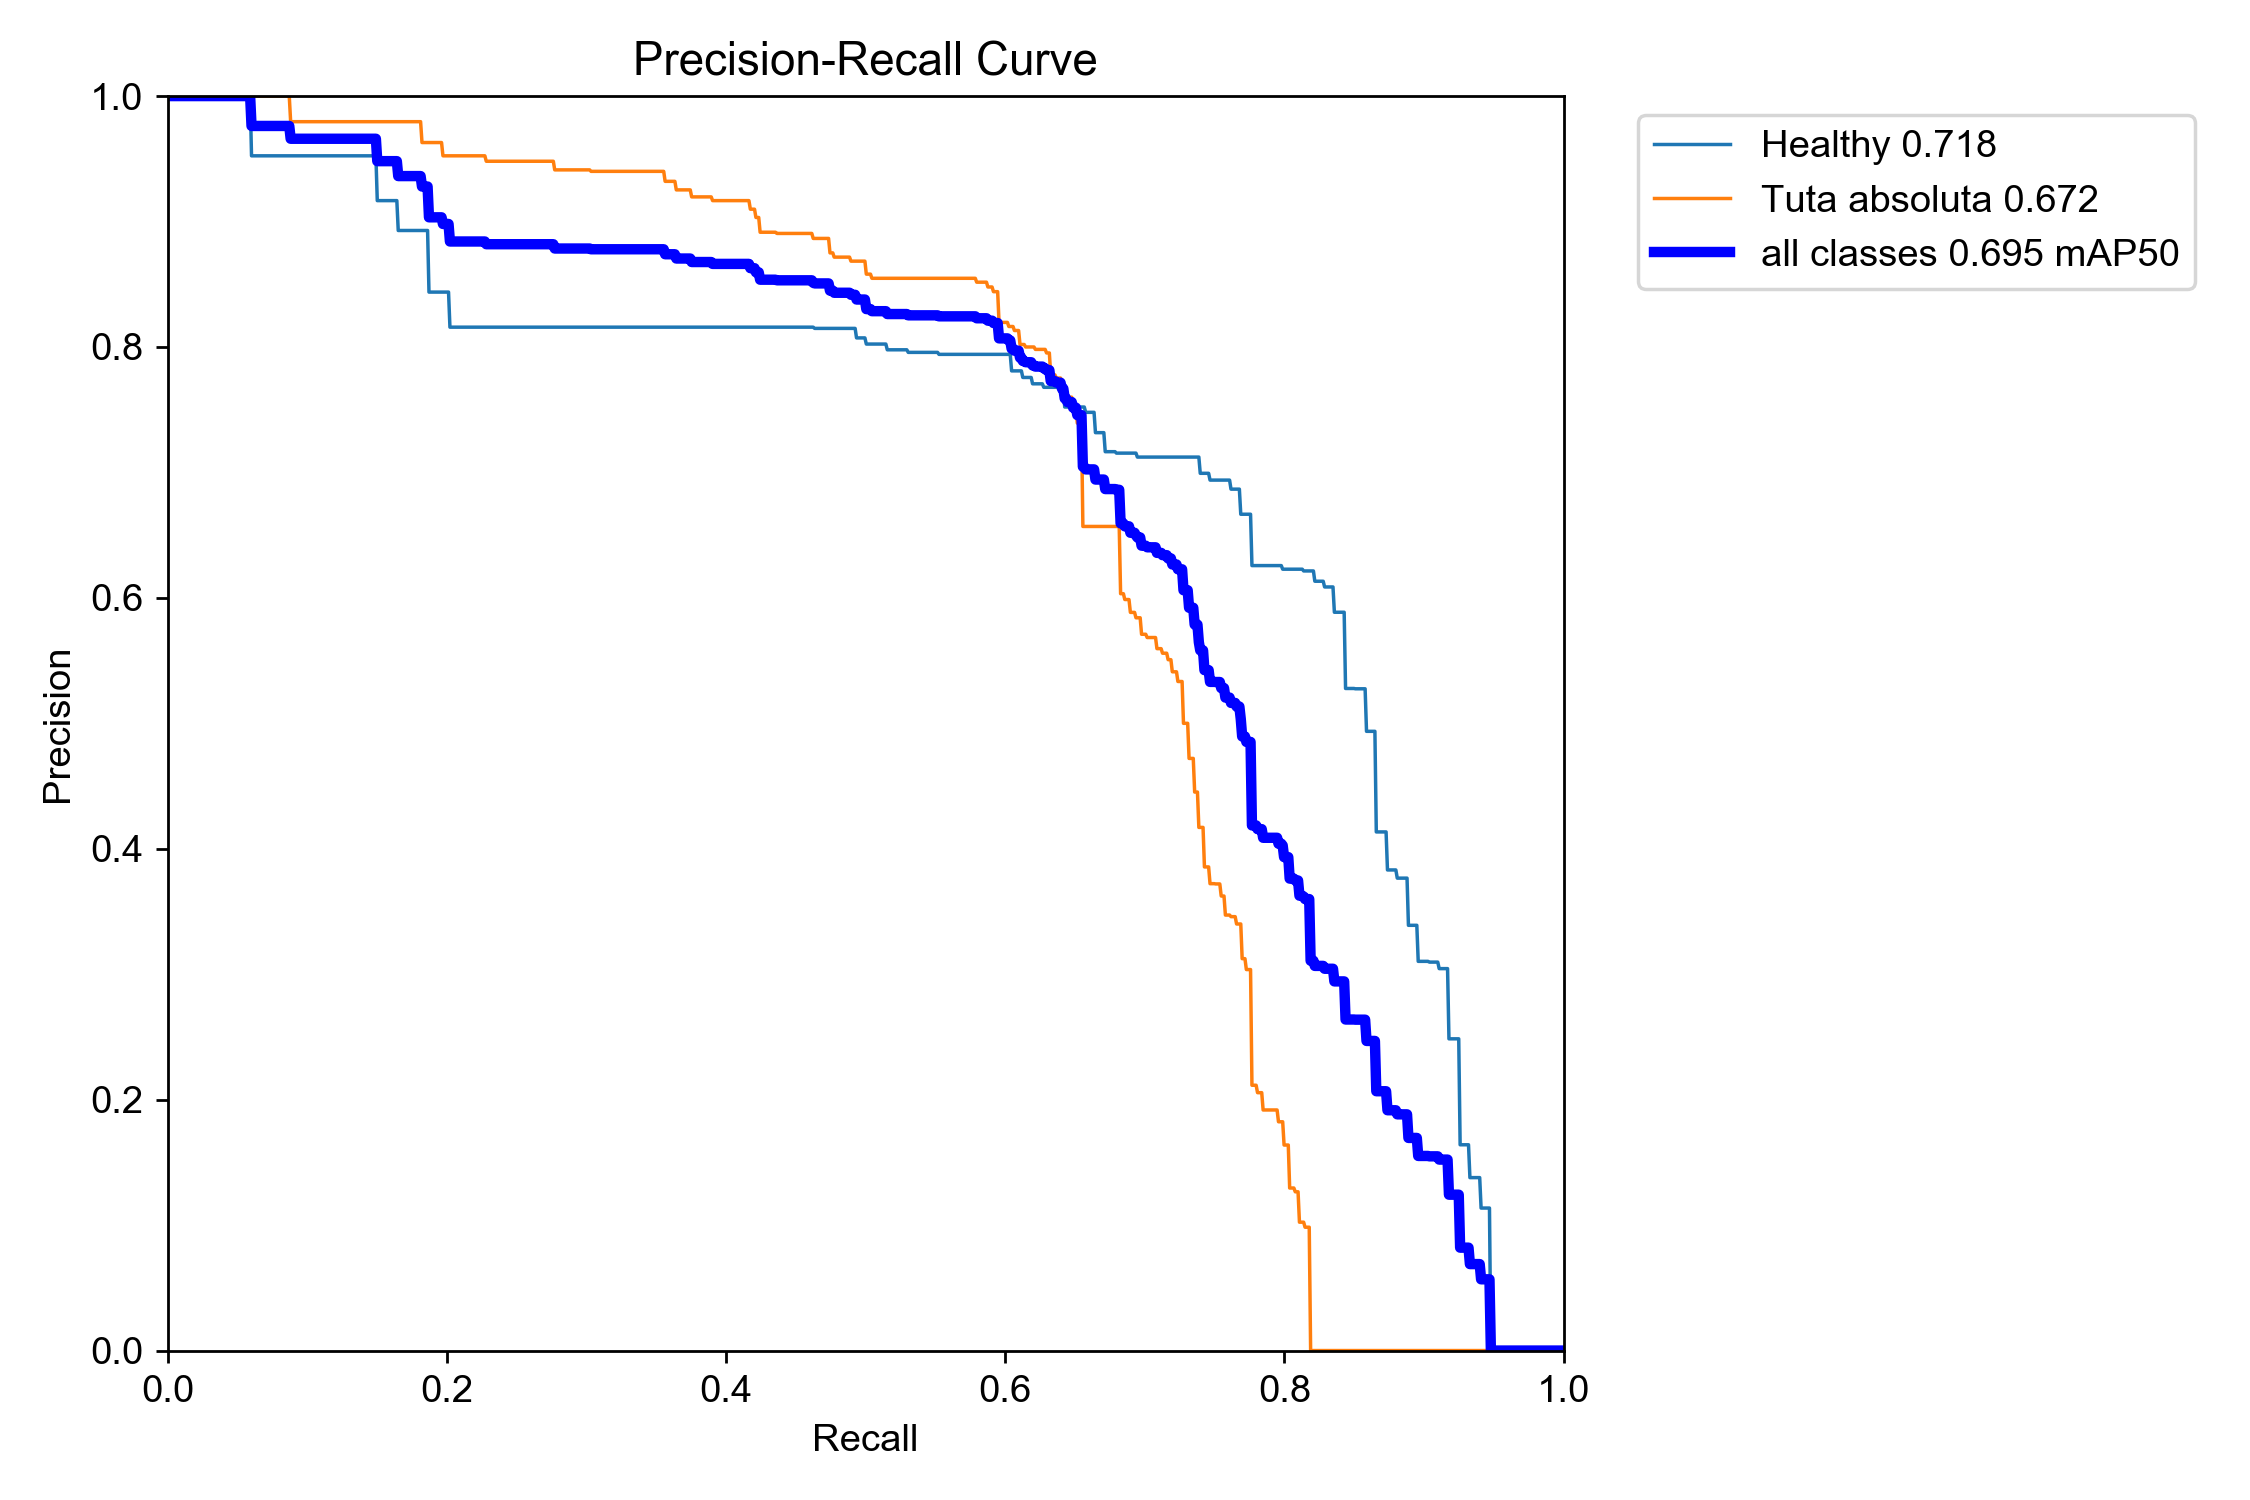 Precision-Recall Curve
Healthy 0.718
Tuta absoluta 0.672
all classes 0.695 mAP50
Precision
1.0
0.8
0.6
0.4
0.2
0.0
0.0 0.2 0.4 0.6 0.8 1.0
Recall